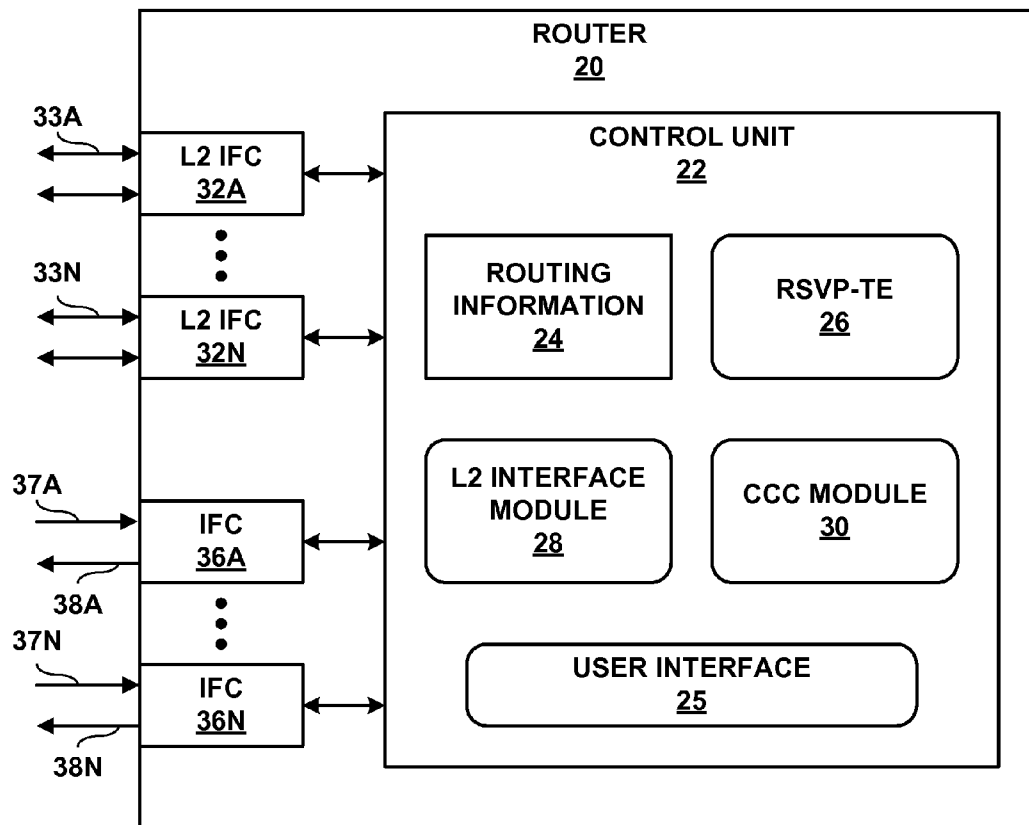 ROUTER
20
33A
L2 IFC
32A
CONTROL UNIT
22
33N
L2 IFC
32N
ROUTING
INFORMATION
24
RSVP-TE
26
37A
IFC
36A
38A
L2 INTERFACE
MODULE
28
CCC MODULE
30
37N
IFC
36N
38N
USER INTERFACE
25